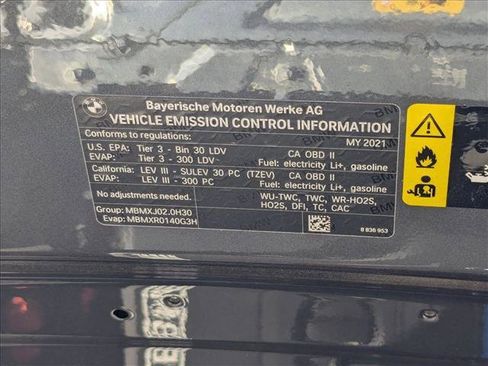 BMW
Bayerische Motoren Werke AG
VEHICLE EMISSION CONTROL INFORMATION
Conforms to regulations: MY 2021
U.S. EPA: Tier 3 - Bin 30 LDV CA OBD II
EVAP: Tier 3 - 300 LDV Fuel: electricity Li+, gasoline
California: LEV III - SULEV 30 PC (TZEV) CA OBD II
EVAP: LEV III - 300 PC Fuel: electricity Li+, gasoline
No adjustments needed. WU-TWC, TWC, WR-HO2S,
HO2S, DFI, TC, CAC
Group: MBMXJ02.0H30
Evap: MBMXR0140G3H 8 836 953